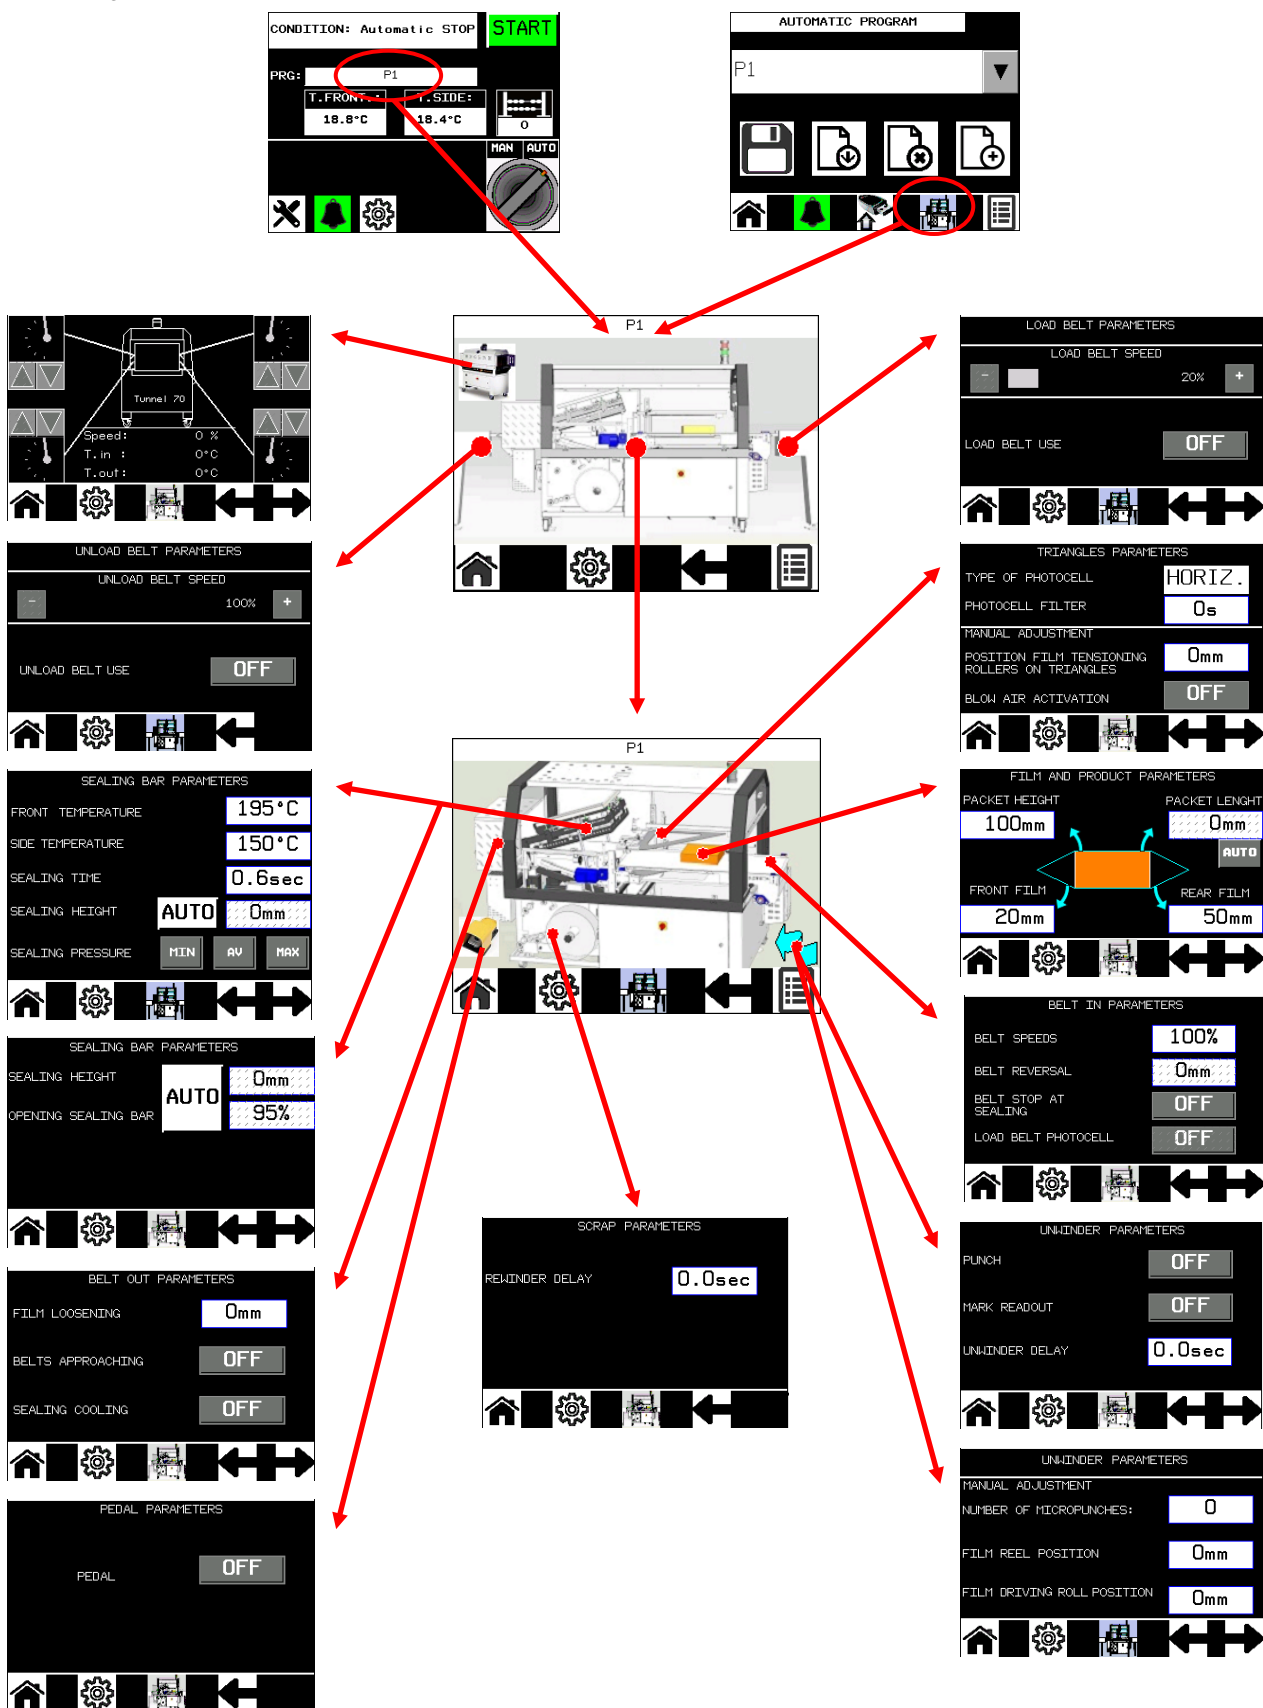 CONDITION: Automatic STOP
START
PRG:
P1
T.FRONT.:
T.SIDE:
18.8°C
18.4°C
0
MAN
AUTO
AUTOMATIC PROGRAM
P1
Tunnel 70
Speed: 0 %
T.in : 0°C
T.out: 0°C
P1
LOAD BELT PARAMETERS
LOAD BELT SPEED
- 20% +
LOAD BELT USE OFF
UNLOAD BELT PARAMETERS
UNLOAD BELT SPEED
- 100% +
UNLOAD BELT USE OFF
TRIANGLES PARAMETERS
TYPE OF PHOTOCELL HORIZ.
PHOTOCELL FILTER 0s
MANUAL ADJUSTMENT
POSITION FILM TENSIONING
ROLLERS ON TRIANGLES
0mm
BLOW AIR ACTIVATION OFF
P1
SEALING BAR PARAMETERS
FRONT TEMPERATURE 195°C
SIDE TEMPERATURE 150°C
SEALING TIME 0.6sec
SEALING HEIGHT AUTO 0mm
SEALING PRESSURE MIN AV MAX
FILM AND PRODUCT PARAMETERS
PACKET HEIGHT PACKET LENGHT
100mm 0mm
AUTO
FRONT FILM REAR FILM
20mm 50mm
BELT IN PARAMETERS
BELT SPEEDS 100%
BELT REVERSAL 0mm
BELT STOP AT
SEALING
OFF
LOAD BELT PHOTOCELL OFF
SEALING BAR PARAMETERS
SEALING HEIGHT 0mm
AUTO
OPENING SEALING BAR 95%
SCRAP PARAMETERS
REWINDER DELAY 0.0sec
UNWINDER PARAMETERS
PUNCH OFF
MARK READOUT OFF
UNWINDER DELAY 0.0sec
BELT OUT PARAMETERS
FILM LOOSENING 0mm
BELTS APPROACHING OFF
SEALING COOLING OFF
UNWINDER PARAMETERS
MANUAL ADJUSTMENT
NUMBER OF MICROPUNCHES: 0
FILM REEL POSITION 0mm
FILM DRIVING ROLL POSITION 0mm
PEDAL PARAMETERS
PEDAL OFF